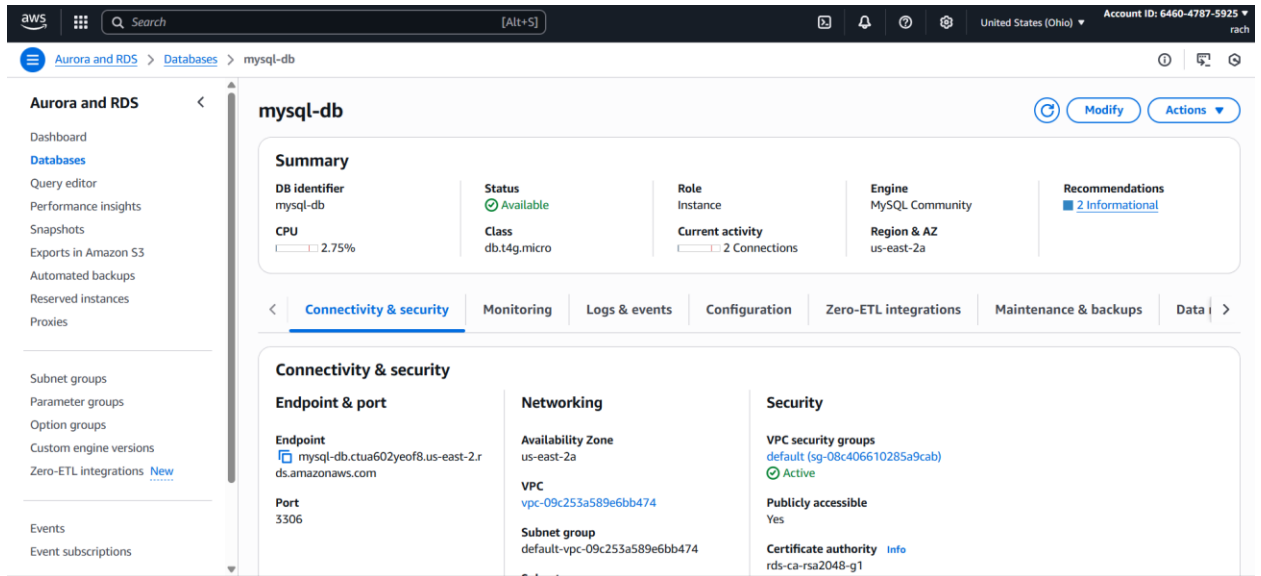 aws
Search
[Alt+S]
United States (Ohio)
Account ID: 6460-4787-5925
rach
Aurora and RDS > Databases > mysql-db
Aurora and RDS
Dashboard
Databases
Query editor
Performance insights
Snapshots
Exports in Amazon S3
Automated backups
Reserved instances
Proxies
Subnet groups
Parameter groups
Option groups
Custom engine versions
Zero-ETL integrations New
Events
Event subscriptions
mysql-db
Modify
Actions
Summary
DB identifier
mysql-db
Status
Available
Role
Instance
Engine
MySQL Community
Recommendations
2 Informational
CPU
2.75%
Class
db.t4g.micro
Current activity
2 Connections
Region & AZ
us-east-2a
Connectivity & security
Monitoring
Logs & events
Configuration
Zero-ETL integrations
Maintenance & backups
Data
Connectivity & security
Endpoint & port
Endpoint
mysql-db.ctua602yeof8.us-east-2.r
ds.amazonaws.com
Port
3306
Networking
Availability Zone
us-east-2a
VPC
vpc-09c253a589e6bb474
Subnet group
default-vpc-09c253a589e6bb474
Security
VPC security groups
default (sg-08c406610285a9cab)
Active
Publicly accessible
Yes
Certificate authority Info
rds-ca-rsa2048-g1